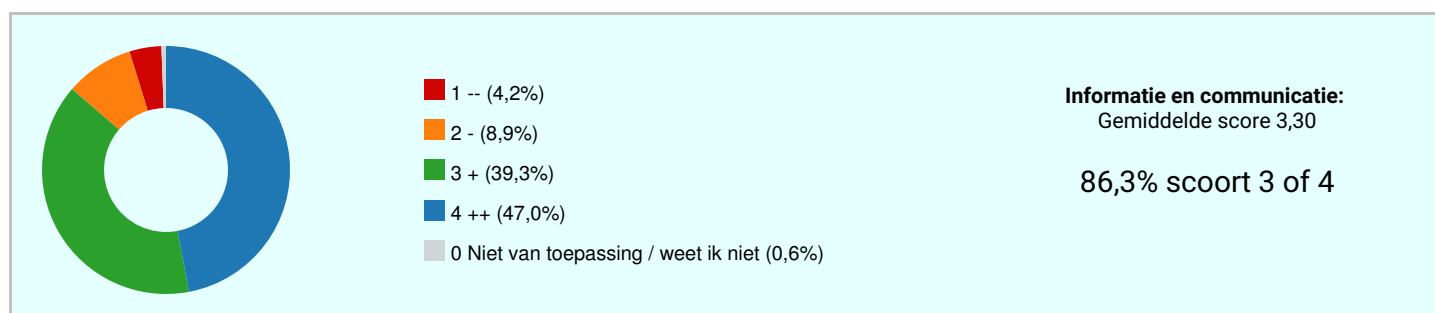 1 -- (4,2%)
2 - (8,9%)
3 + (39,3%)
4 ++ (47,0%)
0 Niet van toepassing / weet ik niet (0,6%)
Informatie en communicatie:
Gemiddelde score 3,30
86,3% scoort 3 of 4